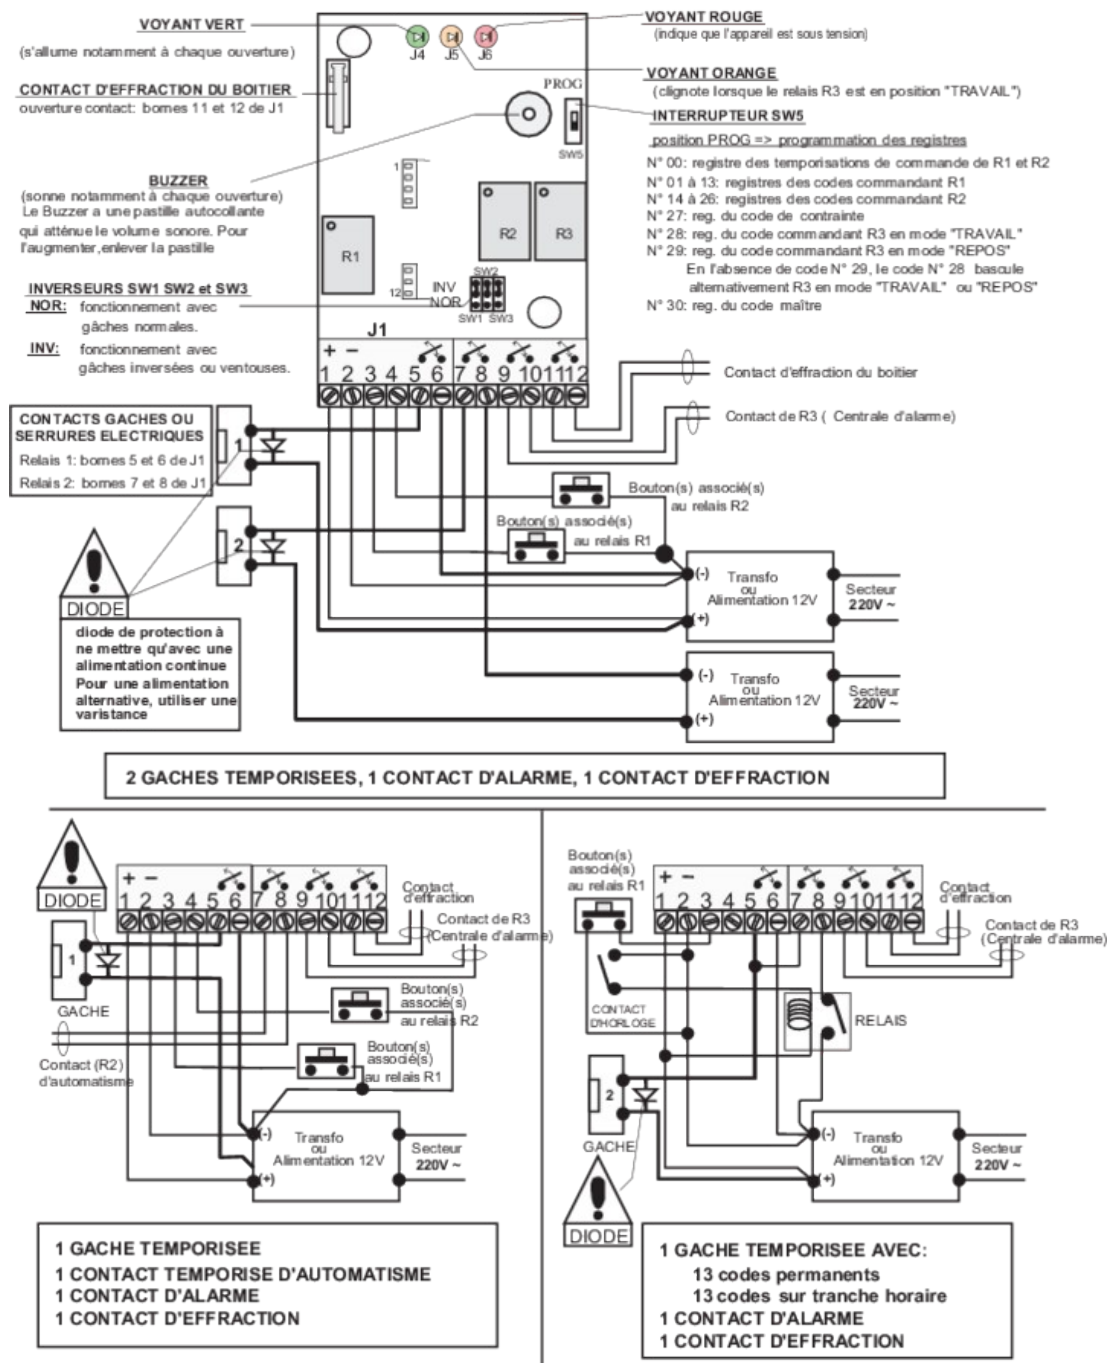 VOYANT VERT
(s'allume notamment à chaque ouverture)
CONTACT D'EFFRACTION DU BOITIER
ouverture contact: bornes 11 et 12 de J1
BUZZER
(sonne notamment à chaque ouverture)
Le Buzzer a une pastille autocollante
qui atténue le volume sonore. Pour
l'augmenter,enlever la pastille
INVERSEURS SW1 SW2 et SW3
NOR: fonctionnement avec
gâches normales.
INV: fonctionnement avec
gâches inversées ou ventouses.
J4 J5 J6
PROG
SW5
1
12
R1
R2
R3
SW2
INV
NOR
SW1 SW3
J1
+ −
1 2 3 4 5 6 7 8 9 10 11 12
VOYANT ROUGE
(indique que l'appareil est sous tension)
VOYANT ORANGE
(clignote lorsque le relais R3 est en position "TRAVAIL")
INTERRUPTEUR SW5
position PROG => programmation des registres
N° 00: registre des temporisations de commande de R1 et R2
N° 01 à 13: registres des codes commandant R1
N° 14 à 26: registres des codes commandant R2
N° 27: reg. du code de contrainte
N° 28: reg. du code commandant R3 en mode "TRAVAIL"
N° 29: reg. du code commandant R3 en mode "REPOS"
En l'absence de code N° 29, le code N° 28 bascule
alternativement R3 en mode "TRAVAIL" ou "REPOS"
N° 30: reg. du code maître
Contact d'effraction du boitier
Contact de R3 ( Centrale d'alarme)
CONTACTS GACHES OU
SERRURES ELECTRIQUES
Relais 1: bornes 5 et 6 de J1
Relais 2: bornes 7 et 8 de J1
1
2
Bouton(s) associé(s)
au relais R2
Bouton(s) associé(s)
au relais R1
DIODE
diode de protection à
ne mettre qu'avec une
alimentation continue
Pour une alimentation
alternative, utiliser une
varistance
(-)
Transfo
ou
Alimentation 12V
(+)
Secteur
220V ~
(-)
Transfo
ou
Alimentation 12V
(+)
Secteur
220V ~
2 GACHES TEMPORISEES, 1 CONTACT D'ALARME, 1 CONTACT D'EFFRACTION
DIODE
+ −
1 2 3 4 5 6 7 8 9 10 11 12
Contact
d'effraction
Contact de R3
(Centrale d'alarme)
1
GACHE
Bouton(s)
associé(s)
au relais R2
Contact (R2)
d'automatisme
Bouton(s)
associé(s)
au relais R1
(-)
Transfo
ou
Alimentation 12V
(+)
Secteur
220V ~
1 GACHE TEMPORISEE
1 CONTACT TEMPORISE D'AUTOMATISME
1 CONTACT D'ALARME
1 CONTACT D'EFFRACTION
Bouton(s)
associé(s)
au relais R1
+ −
1 2 3 4 5 6 7 8 9 10 11 12
Contact
d'effraction
Contact de R3
(Centrale d'alarme)
CONTACT
D'HORLOGE
RELAIS
2
GACHE
DIODE
(-)
Transfo
ou
Alimentation 12V
(+)
Secteur
220V ~
1 GACHE TEMPORISEE AVEC:
13 codes permanents
13 codes sur tranche horaire
1 CONTACT D'ALARME
1 CONTACT D'EFFRACTION